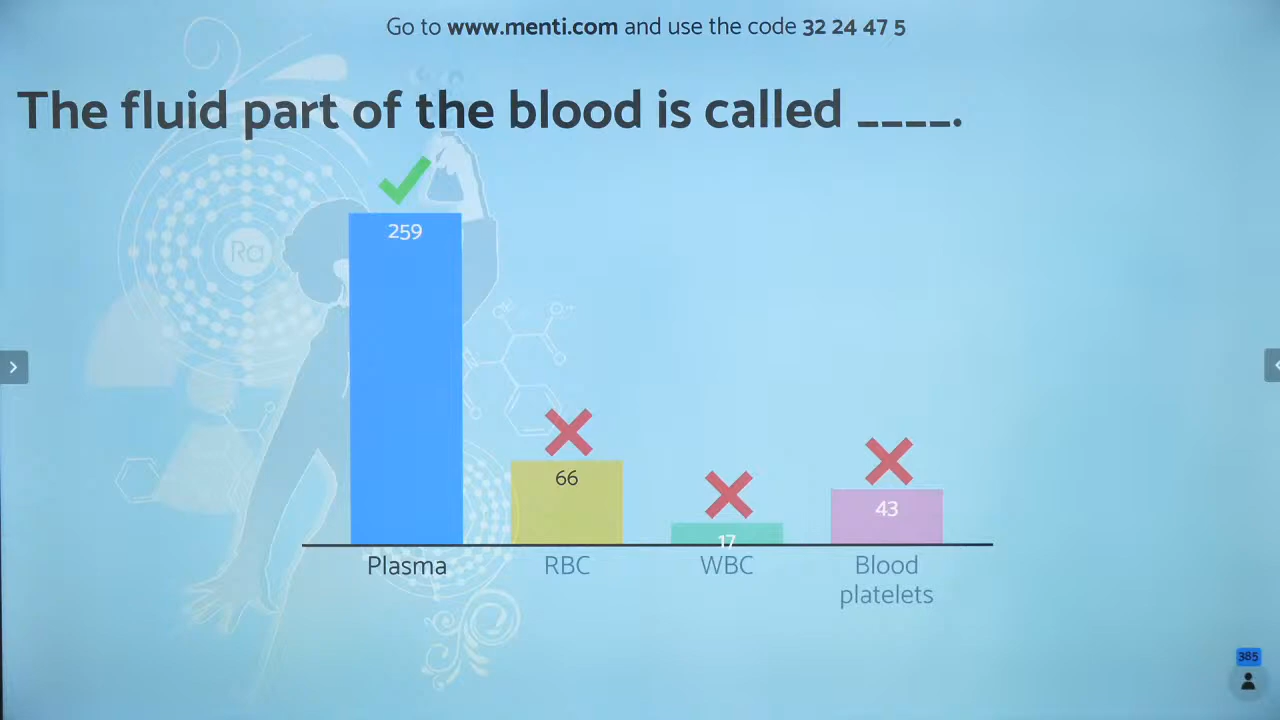 Go to www.menti.com and use the code 32 24 47 5
The fluid part of the blood is called ____.
Ra
259
66
17
43
Plasma
RBC
WBC
Blood
platelets
385